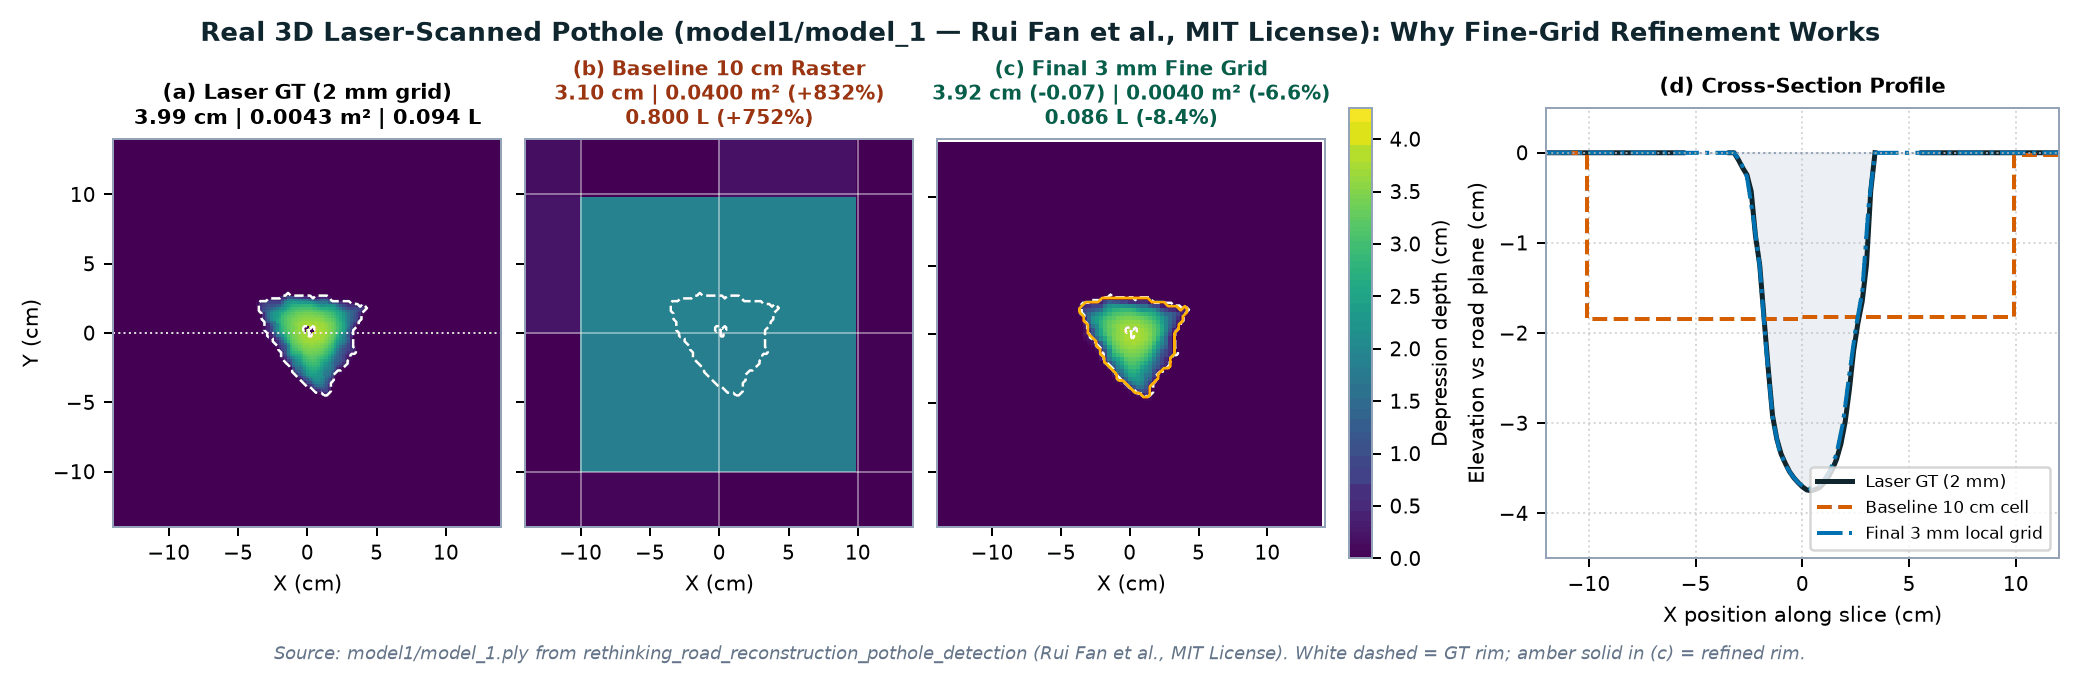 Real 3D Laser-Scanned Pothole (model1/model_1 — Rui Fan et al., MIT License): Why Fine-Grid Refinement Works
(a) Laser GT (2 mm grid)
3.99 cm | 0.0043 m² | 0.094 L
10
5
0
−5
−10
Y (cm)
−10 −5 0 5 10
X (cm)
(b) Baseline 10 cm Raster
3.10 cm | 0.0400 m² (+832%)
0.800 L (+752%)
−10 −5 0 5 10
X (cm)
(c) Final 3 mm Fine Grid
3.92 cm (-0.07) | 0.0040 m² (-6.6%)
0.086 L (-8.4%)
−10 −5 0 5 10
X (cm)
4.0
3.5
3.0
2.5
2.0
1.5
1.0
0.5
0.0
Depression depth (cm)
(d) Cross-Section Profile
0
−1
−2
−3
−4
Elevation vs road plane (cm)
Laser GT (2 mm)
Baseline 10 cm cell
Final 3 mm local grid
−10 −5 0 5 10
X position along slice (cm)
Source: model1/model_1.ply from rethinking_road_reconstruction_pothole_detection (Rui Fan et al., MIT License). White dashed = GT rim; amber solid in (c) = refined rim.